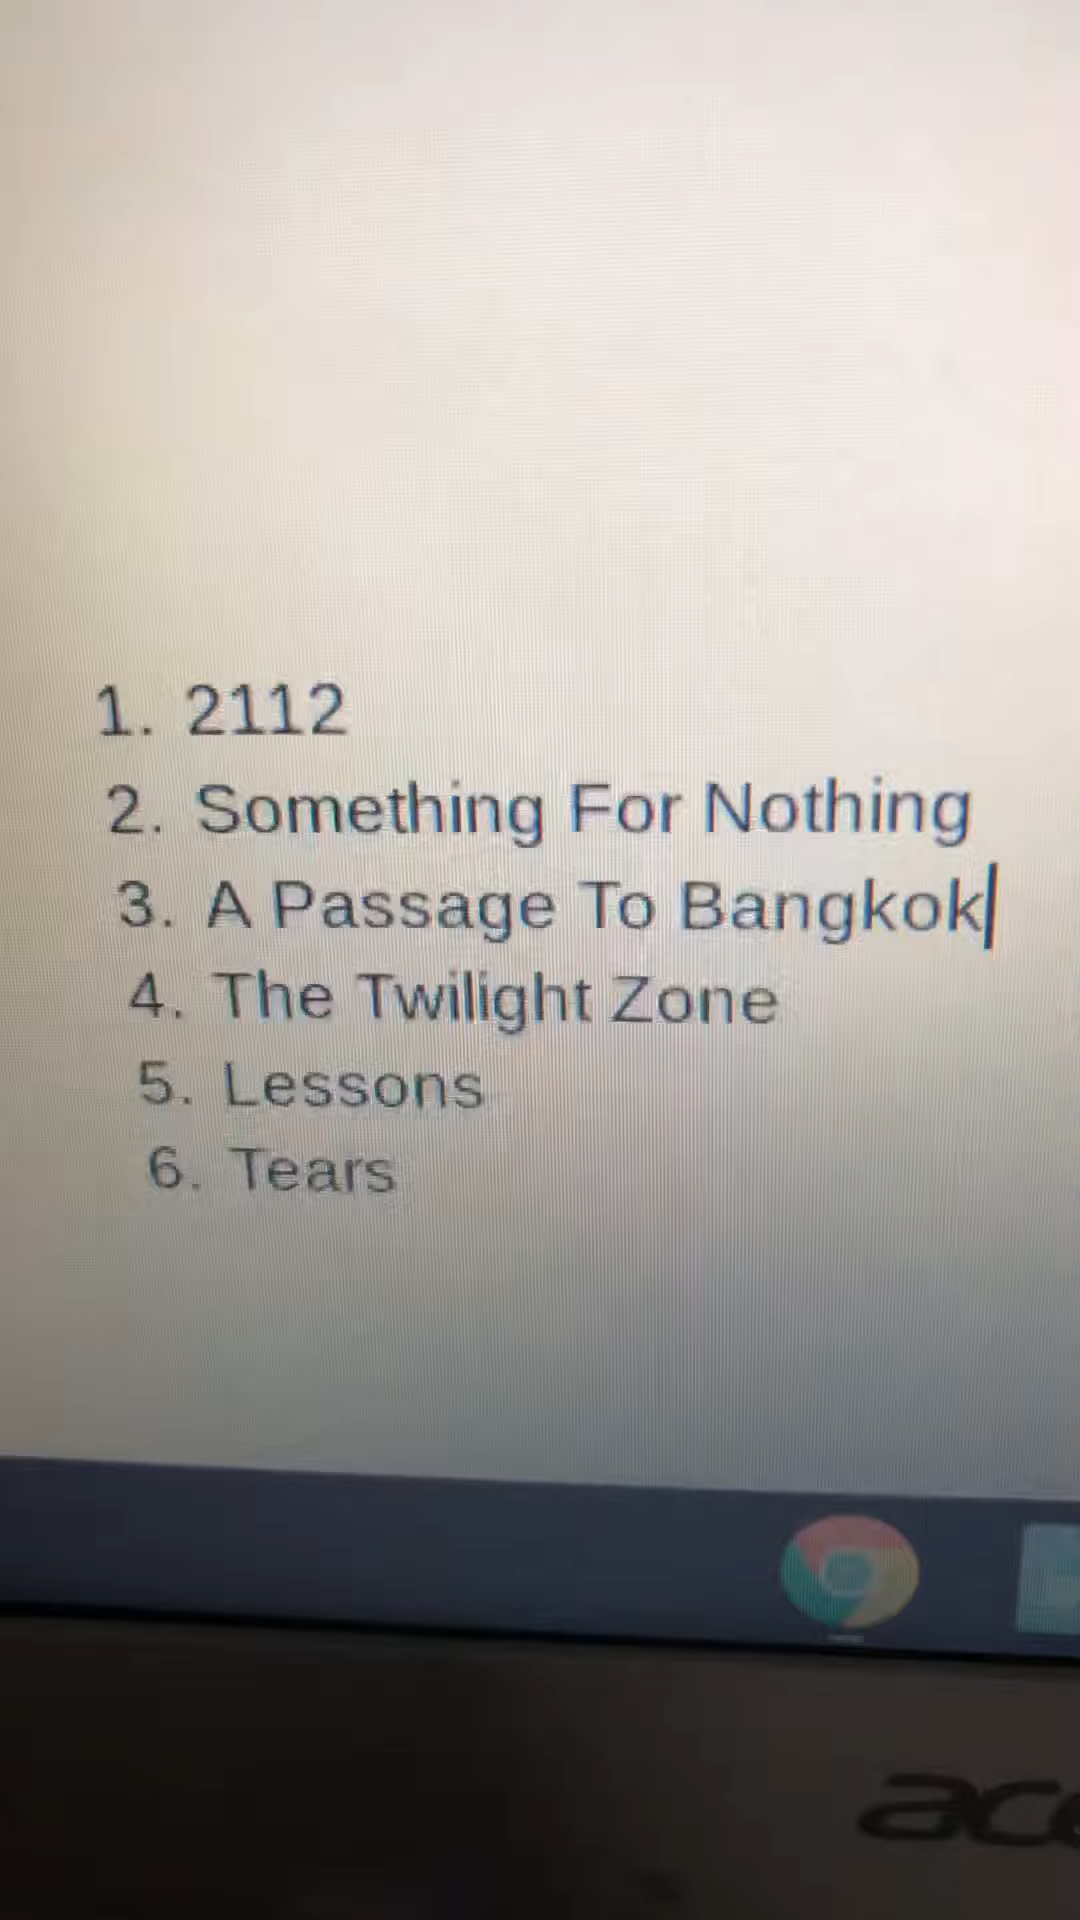 1. 2112
2. Something For Nothing
3. A Passage To Bangkok
4. The Twilight Zone
5. Lessons
6. Tears